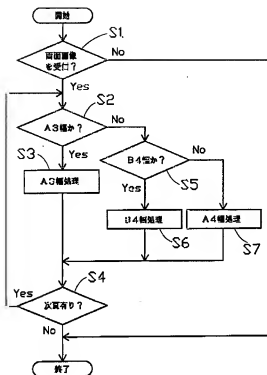 開始
S1
両面画像
を受口?
No
Yes
S2
A3幅か?
No
Yes
B4幅か?
No
S3
S5
A3幅処理
Yes
B4幅処理
A4幅処理
S6
S7
S4
Yes
次頁有り?
No
終了